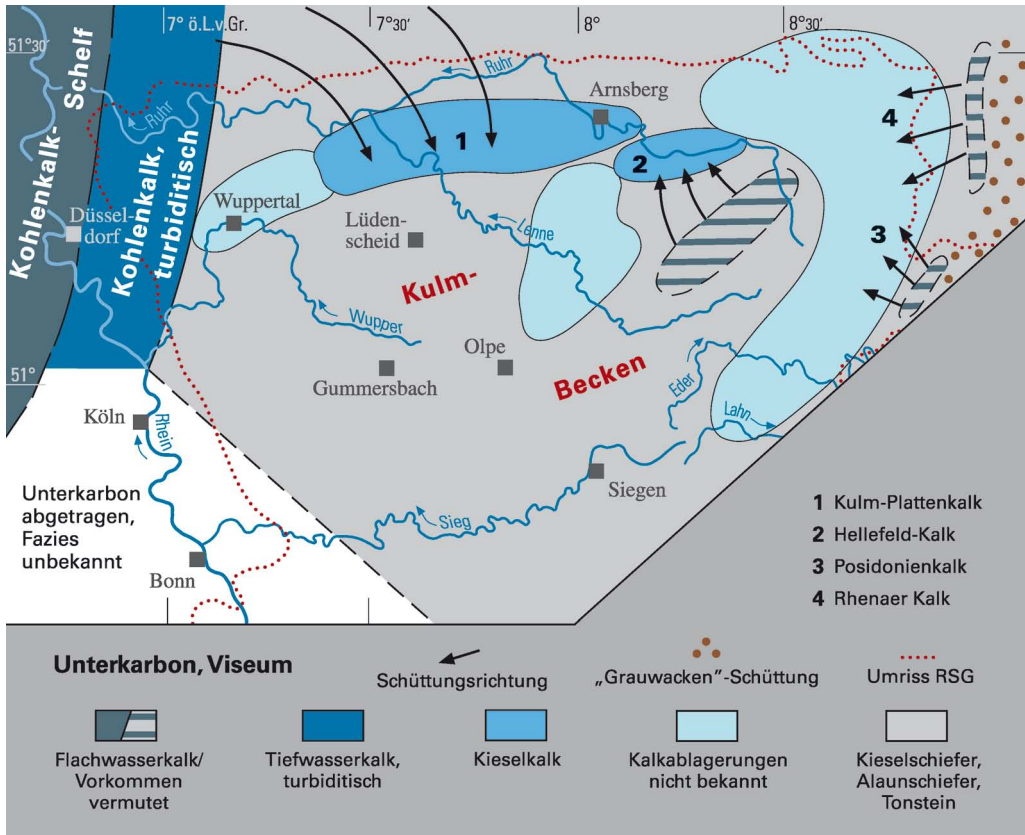 7° ö.L.v.Gr.
7°30'
8°
8°30'
51°30'
51°
Kohlenkalk-
Schelf
Kohlenkalk,
turbiditisch
Ruhr
Ruhr
Arnsberg
1
2
4
3
Wuppertal
Düssel-
dorf
Lüden-
scheid
Lenne
Kulm-
Becken
Wupper
Olpe
Gummersbach
Eder
Lahn
Köln
Rhein
Siegen
Sieg
Bonn
Unterkarbon
abgetragen,
Fazies
unbekannt
1 Kulm-Plattenkalk
2 Hellefeld-Kalk
3 Posidonienkalk
4 Rhenaer Kalk
Unterkarbon, Viseum
Schüttungsrichtung
„Grauwacken”-Schüttung
Umriss RSG
Flachwasserkalk/
Vorkommen
vermutet
Tiefwasserkalk,
turbiditisch
Kieselkalk
Kalkablagerungen
nicht bekannt
Kieselschiefer,
Alaunschiefer,
Tonstein